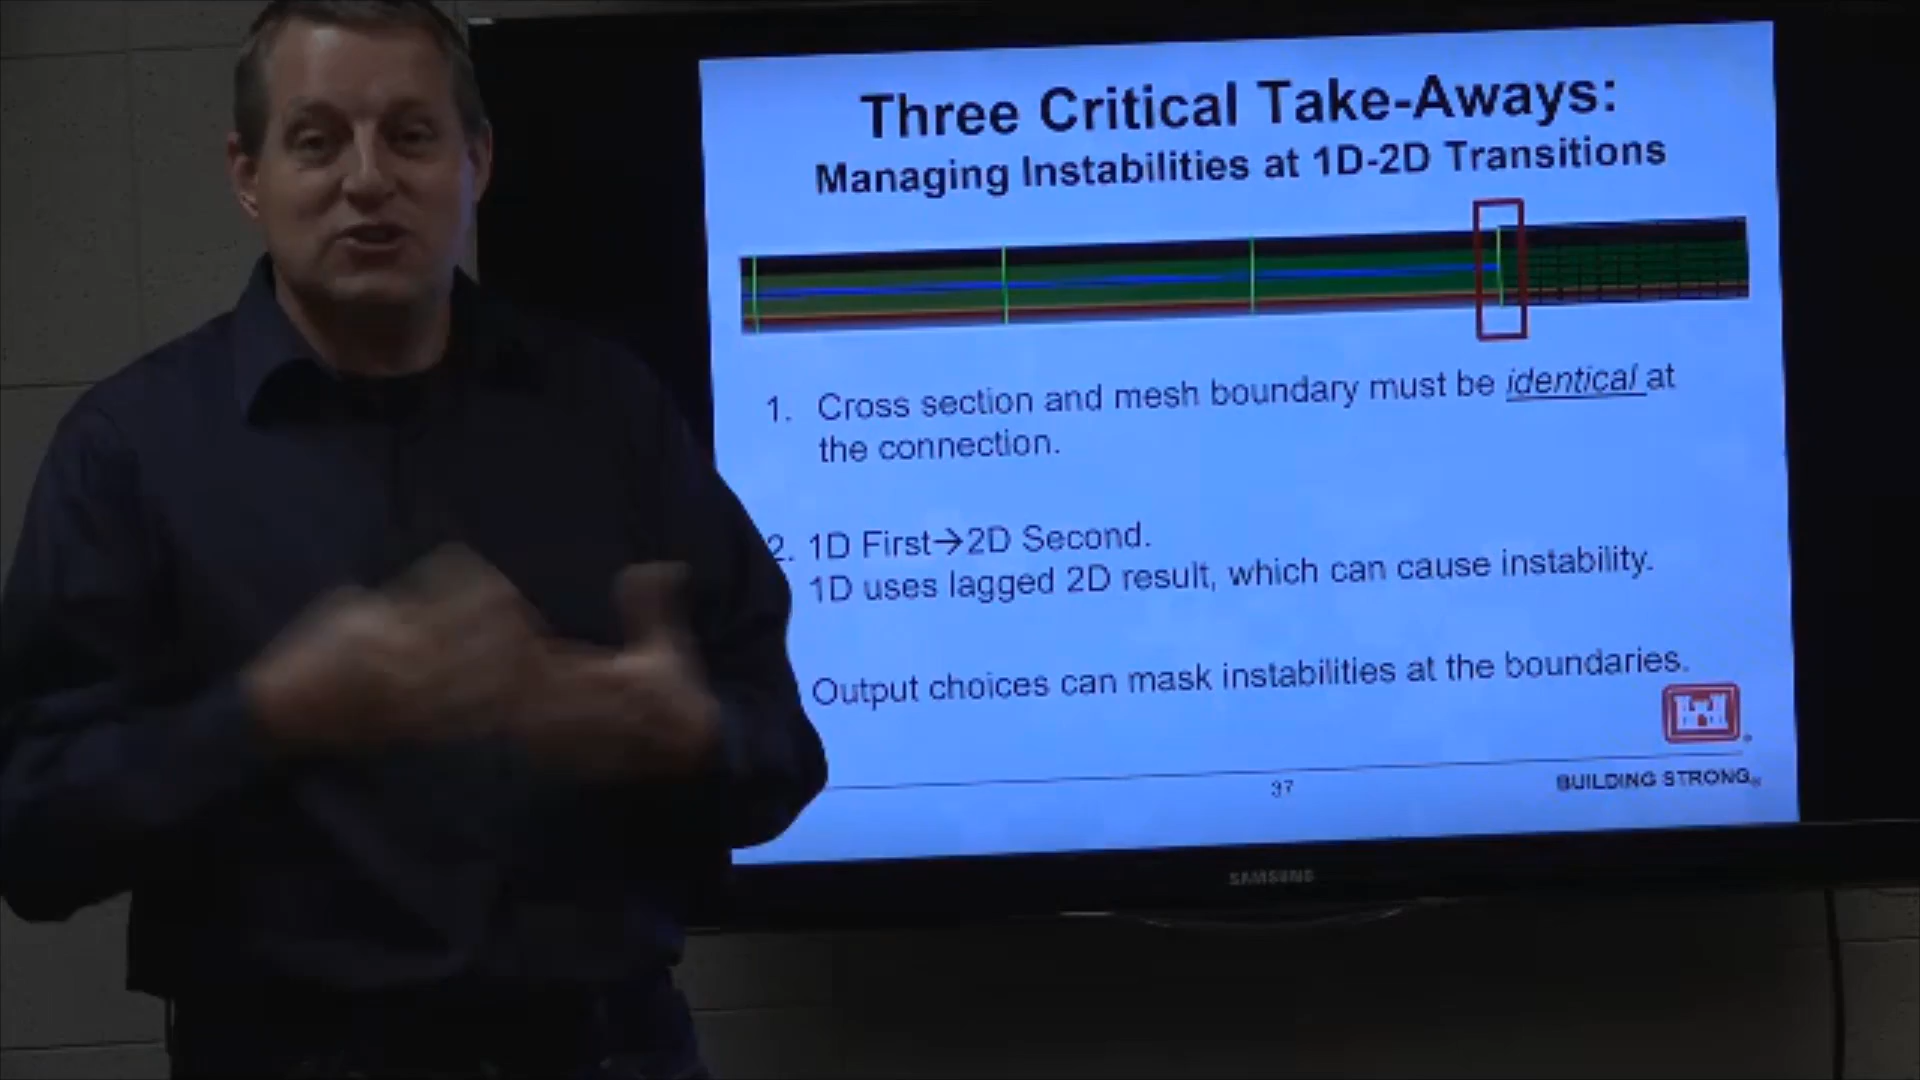 Three Critical Take-Aways:
Managing Instabilities at 1D-2D Transitions
1. Cross section and mesh boundary must be identical at
the connection.
2. 1D First→2D Second.
1D uses lagged 2D result, which can cause instability.
Output choices can mask instabilities at the boundaries.
37
BUILDING STRONG®
SAMSUNG